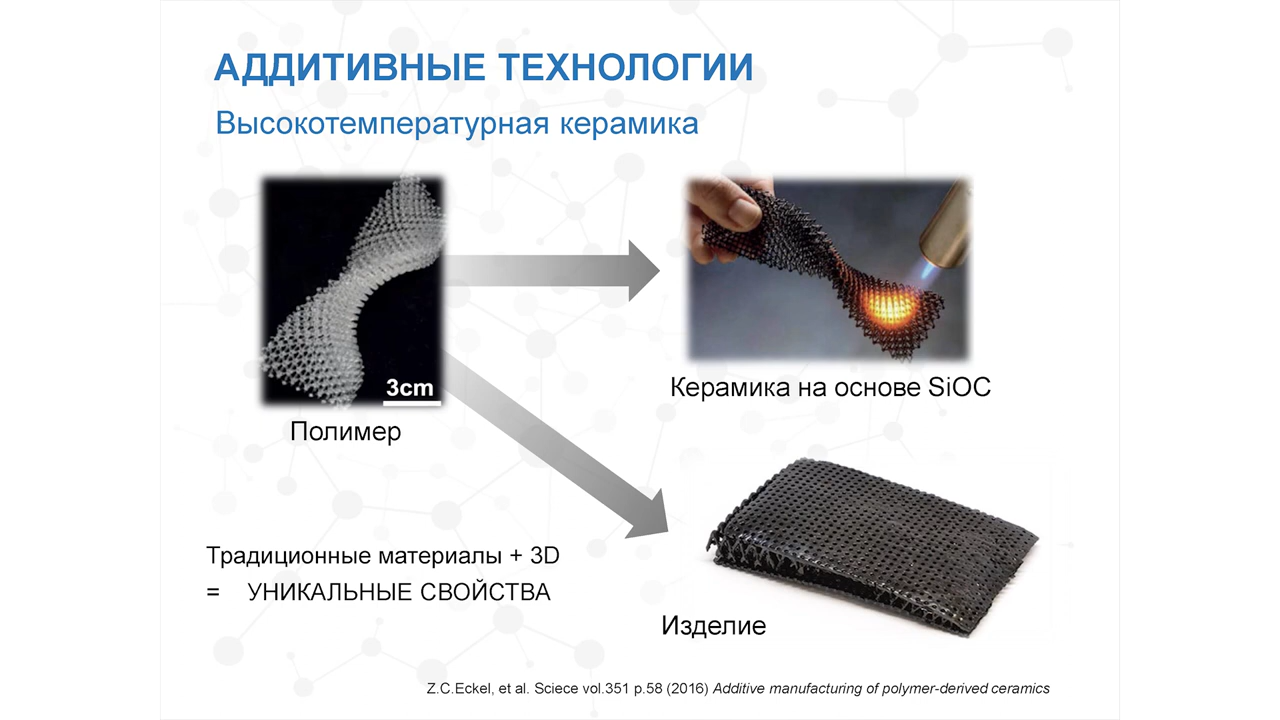 АДДИТИВНЫЕ ТЕХНОЛОГИИ
Высокотемпературная керамика
3cm
Полимер
Керамика на основе SiOC
Традиционные материалы + 3D
= УНИКАЛЬНЫЕ СВОЙСТВА
Изделие
Z.C.Eckel, et al. Sciece vol.351 p.58 (2016) Additive manufacturing of polymer-derived ceramics